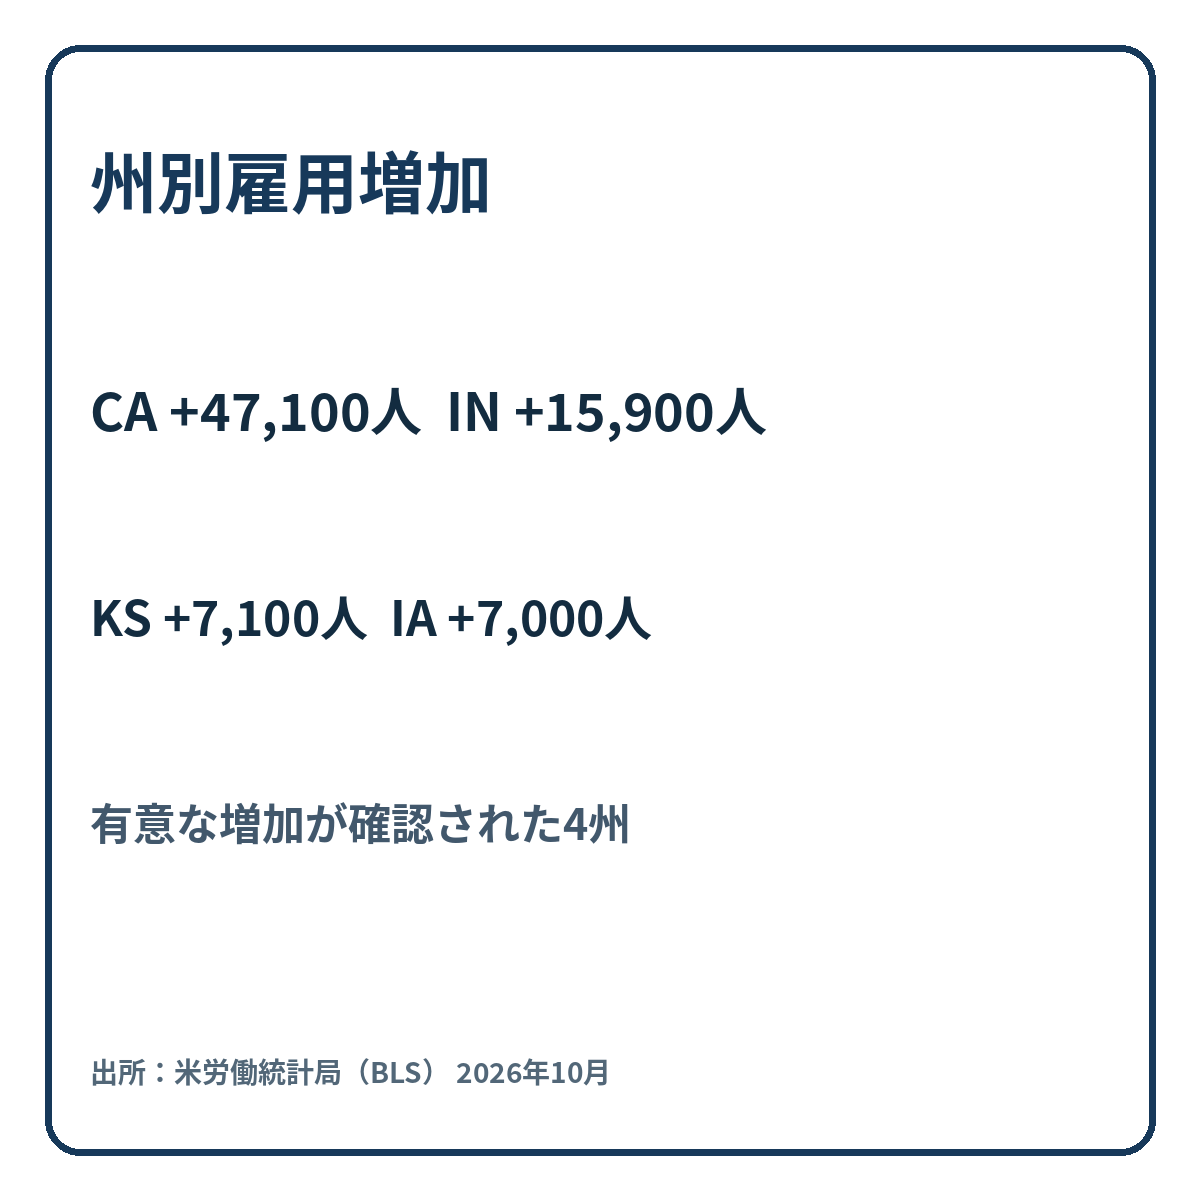 州別雇用増加
CA +47,100人 IN +15,900人
KS +7,100人 IA +7,000人
有意な増加が確認された4州
出所：米労働統計局（BLS） 2026年10月